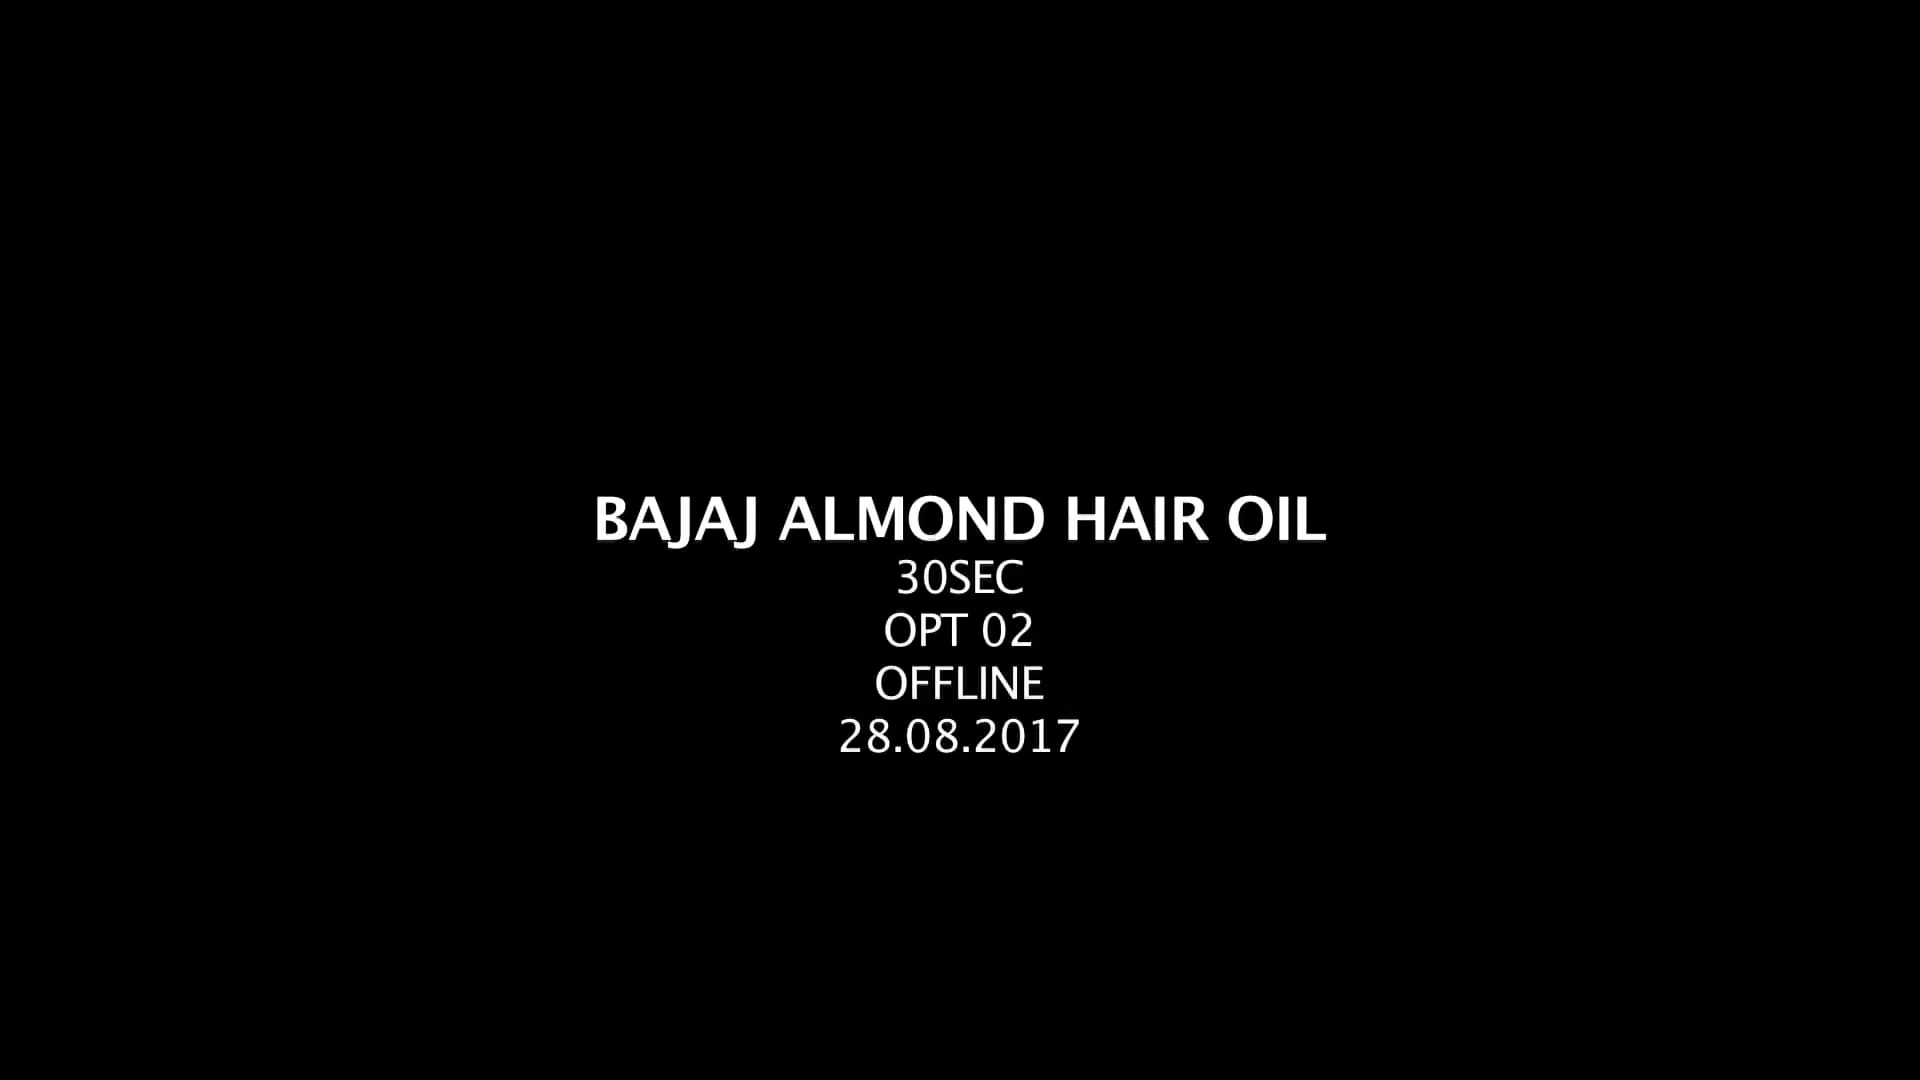 BAJAJ ALMOND HAIR OIL
30SEC
OPT 02
OFFLINE
28.08.2017